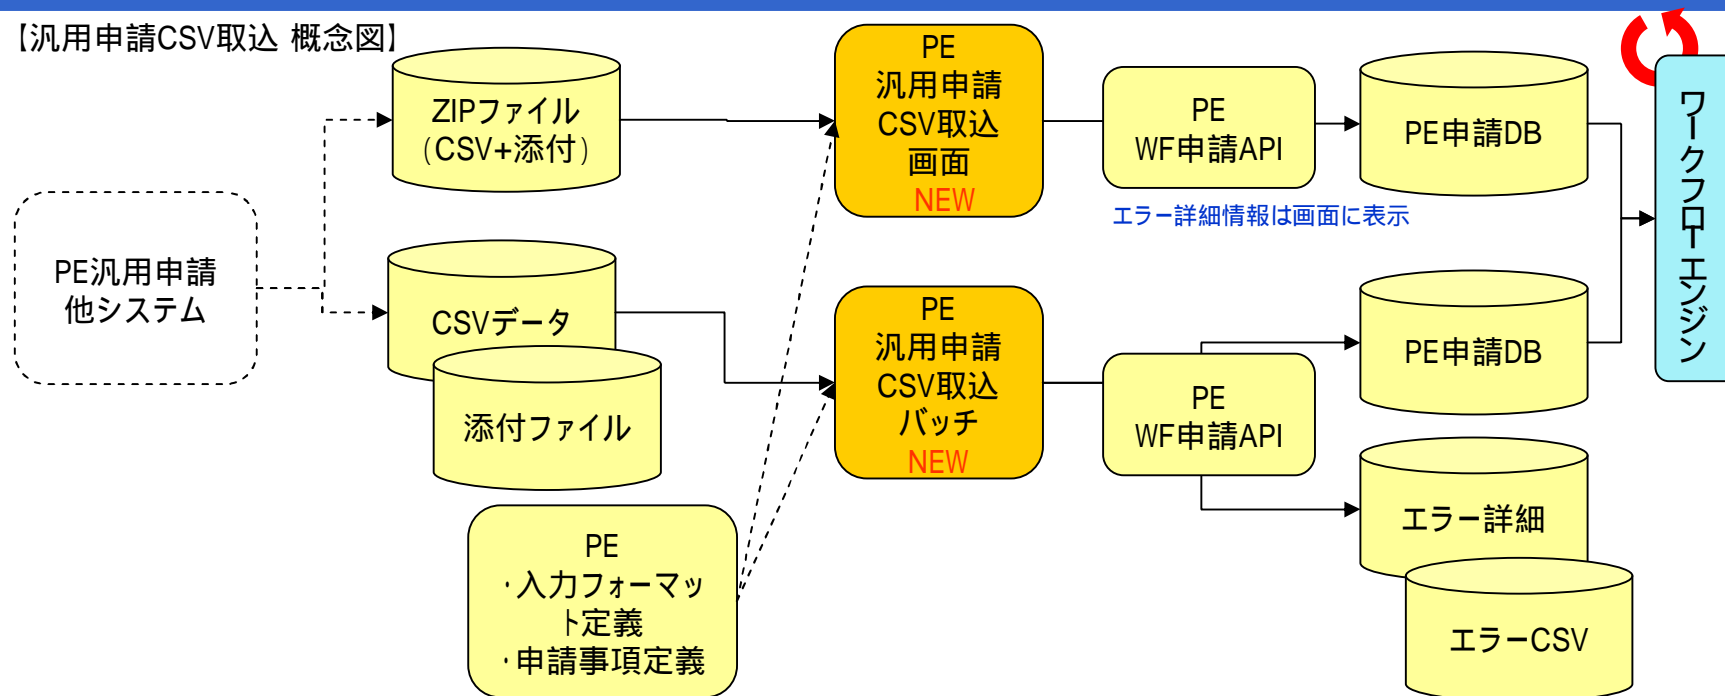 【汎用申請CSV取込 概念図】
ZIPファイル
(CSV+添付)
PE
汎用申請
CSV取込
画面
NEW
PE
WF申請API
PE申請DB
エラー詳細情報は画面に表示
ワークフローエンジン
PE汎用申請
他システム
CSVデータ
添付ファイル
PE
汎用申請
CSV取込
バッチ
NEW
PE
WF申請API
PE申請DB
エラー詳細
エラーCSV
PE
・入力フォーマッ
ト定義
・申請事項定義